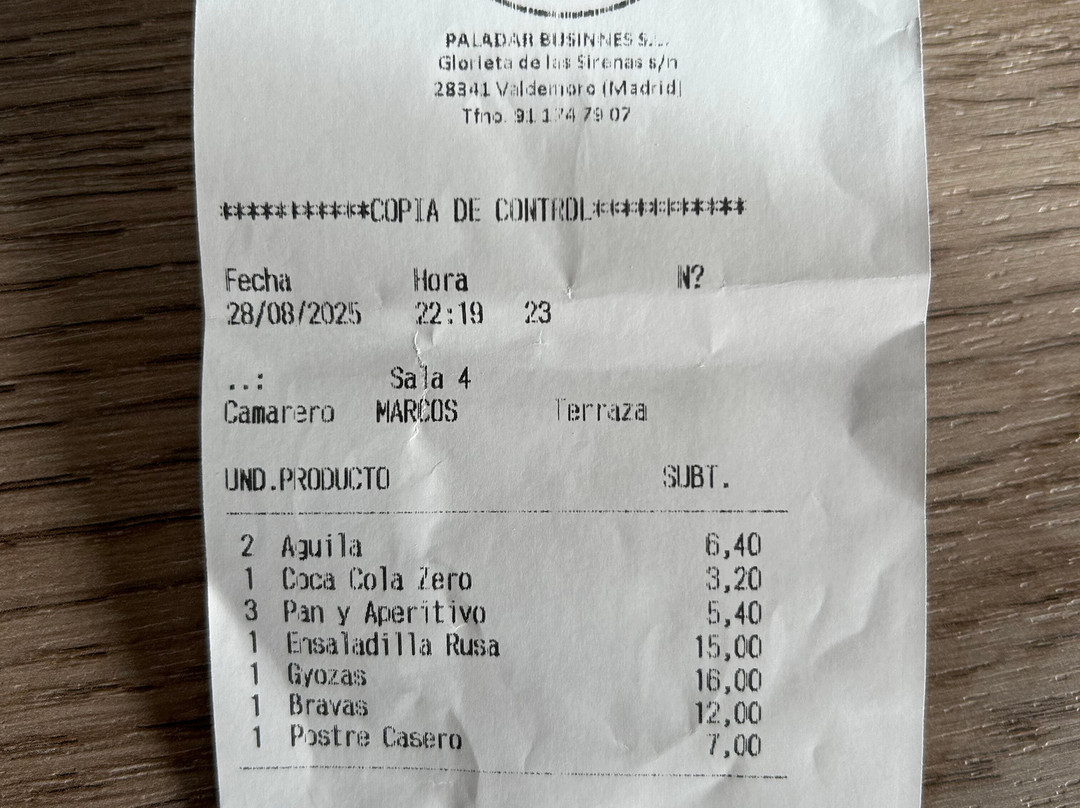 PALADAR BUSINNES S.L.
Glorieta de las Sirenas s/n
28341 Valdemoro (Madrid)
Tfno. 91 174 79 07
***********COPIA DE CONTROL***********
Fecha Hora N?
28/08/2025 22:19 23
..: Sala 4
Camarero MARCOS Terraza
UND.PRODUCTO SUBT.
2 Aguila 6,40
1 Coca Cola Zero 3,20
3 Pan y Aperitivo 5,40
1 Ensaladilla Rusa 15,00
1 Gyozas 16,00
1 Bravas 12,00
1 Postre Casero 7,00